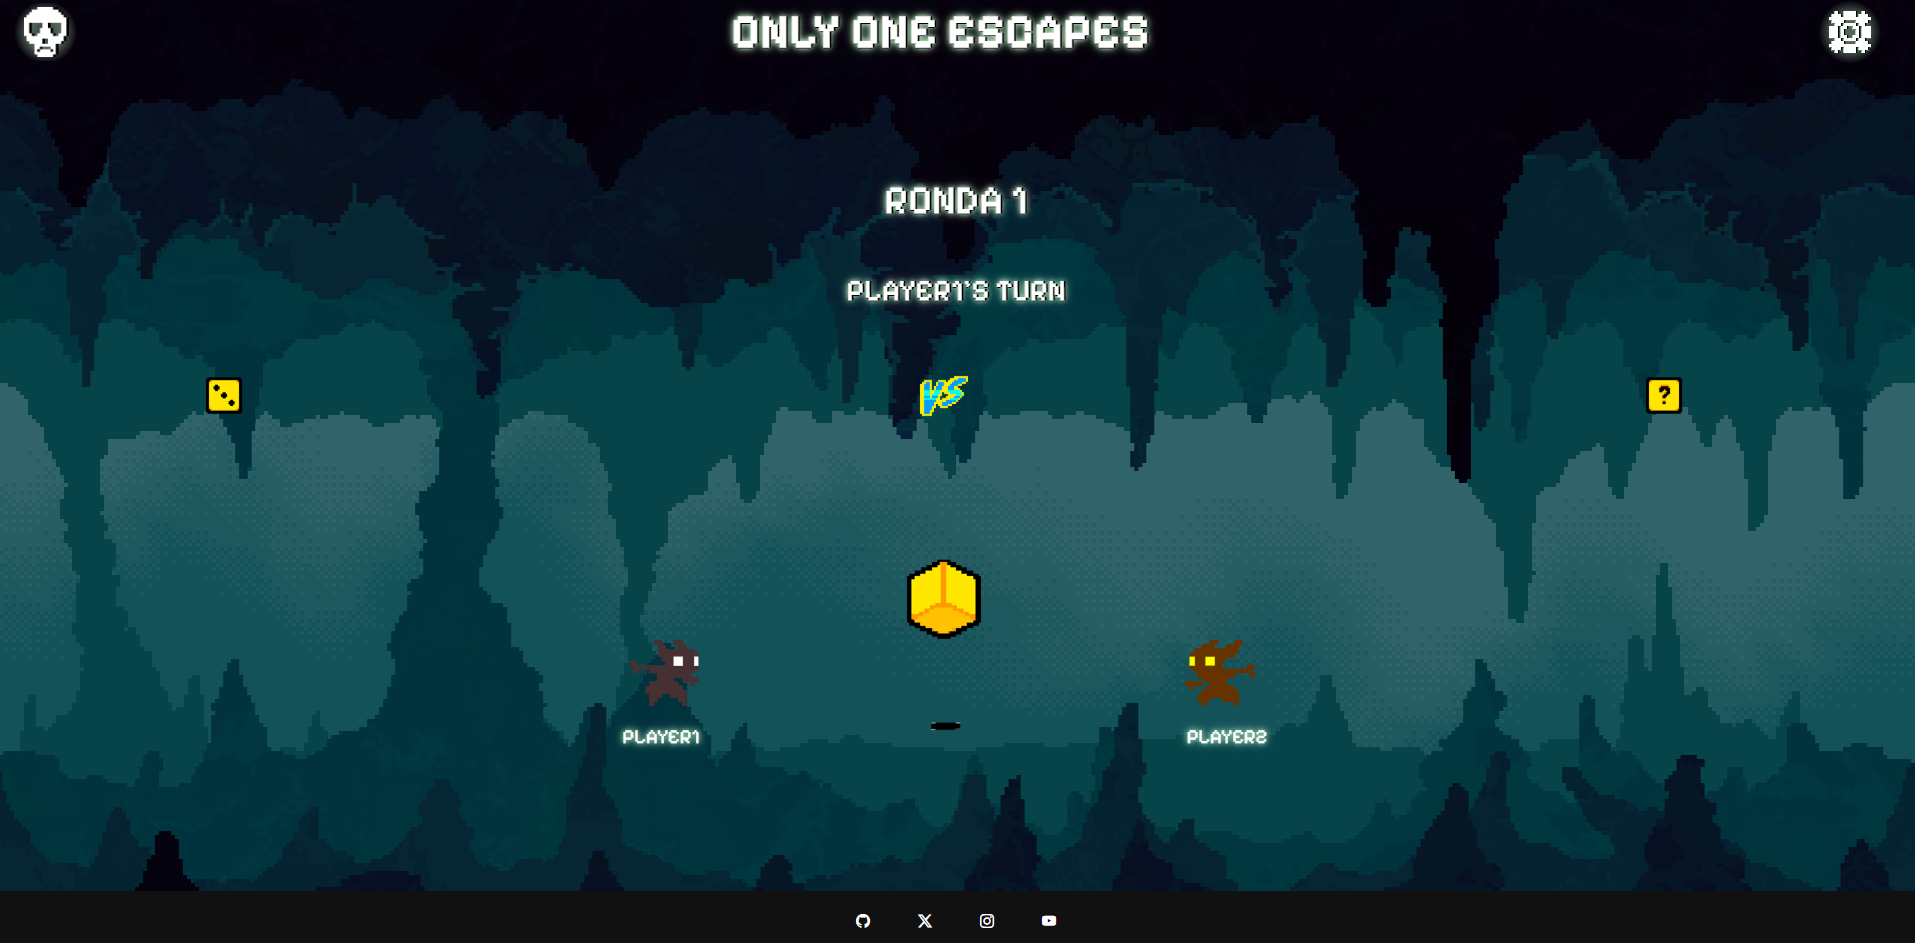 ONLY ONE ESCAPES
RONDA 1
PLAYER1'S TURN
VS
?
PLAYER1
PLAYER2